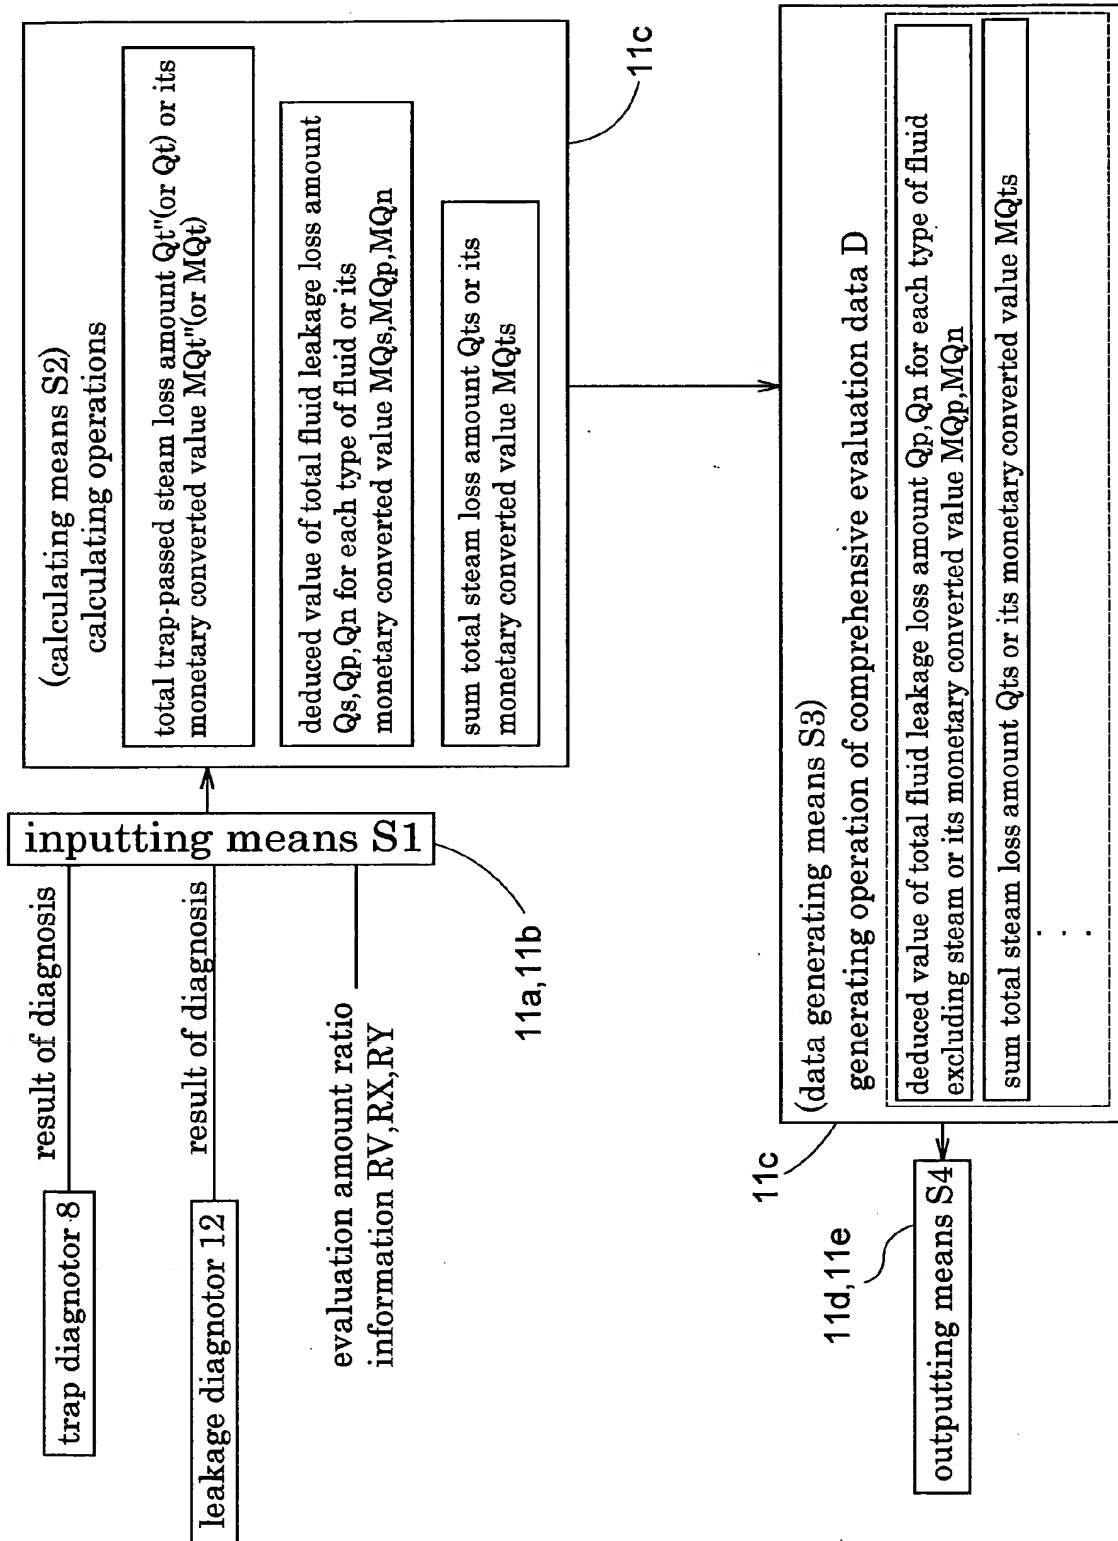 trap diagnotor 8
result of diagnosis
leakage diagnotor 12
result of diagnosis
evaluation amount ratio
information RV,RX,RY
inputting means S1
11a,11b
(calculating means S2)
calculating operations
total trap-passed steam loss amount Qt"(or Qt) or its
monetary converted value MQt"(or MQt)
deduced value of total fluid leakage loss amount
Qs,Qp,Qn for each type of fluid or its
monetary converted value MQs,MQp,MQn
sum total steam loss amount Qts or its
monetary converted value MQts
11c
(data generating means S3)
generating operation of comprehensive evaluation data D
deduced value of total fluid leakage loss amount Qp,Qn for each type of fluid
excluding steam or its monetary converted value MQp,MQn
sum total steam loss amount Qts or its monetary converted value MQts
. . .
11c
outputting means S4
11d,11e